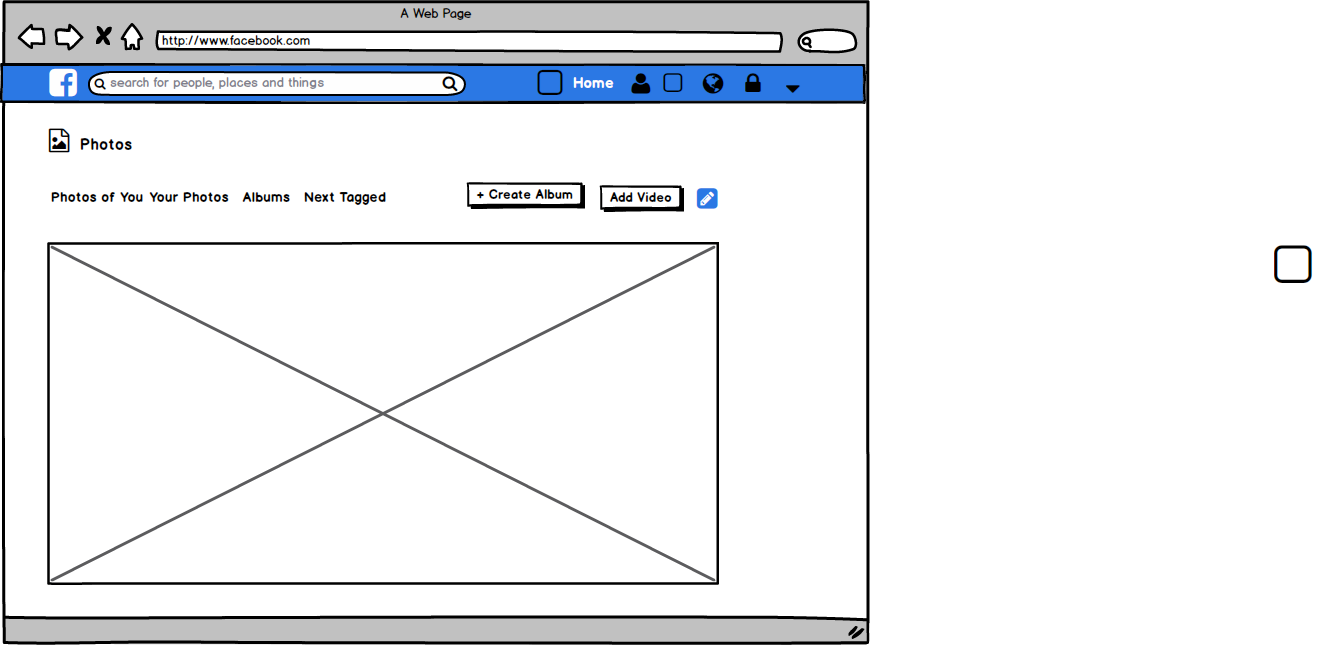 A Web Page
http://www.facebook.com
f search for people, places and things Home
Photos
Photos of You Your Photos Albums Next Tagged + Create Album Add Video